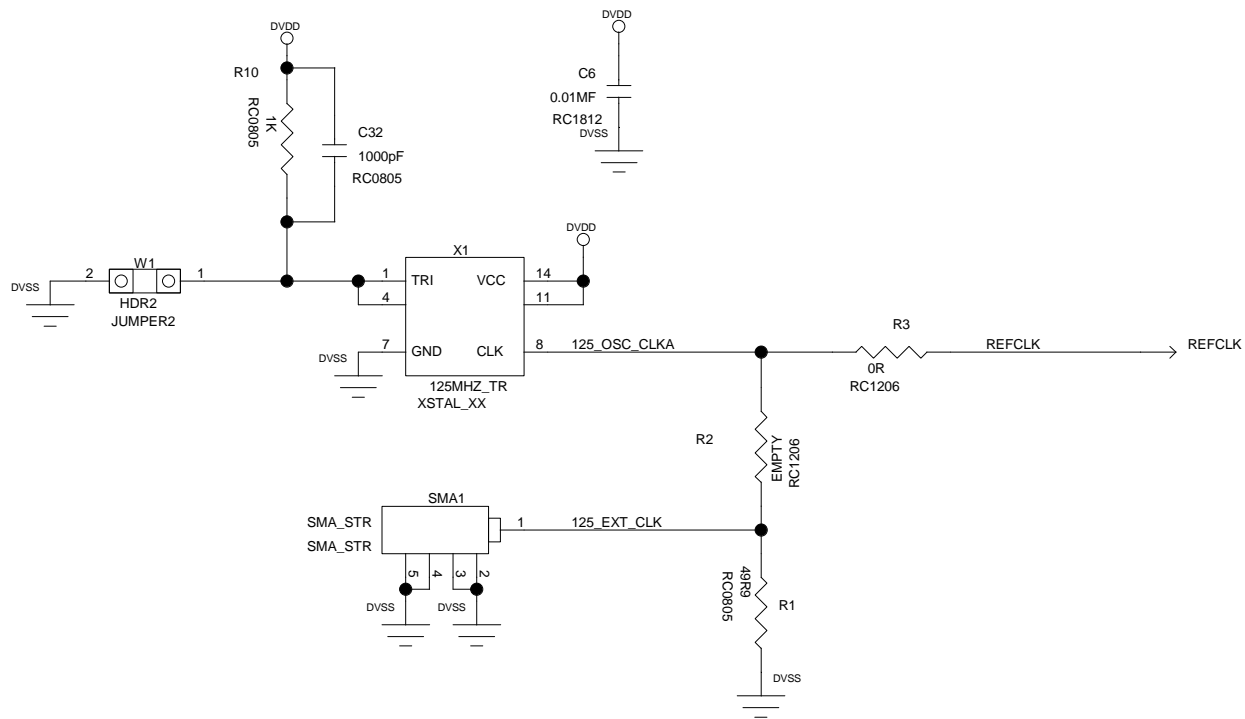 DVDD
R10
1K
RC0805
C32
1000pF
RC0805
DVDD
C6
0.01MF
RC1812
DVSS
DVDD
DVSS
2
W1
1
HDR2
JUMPER2
X1
1
TRI
VCC
14
4
11
DVSS
7
GND
CLK
8
125_OSC_CLKA
125MHZ_TR
XSTAL_XX
R3
0R
RC1206
REFCLK
REFCLK
R2
EMPTY
RC1206
SMA1
SMA_STR
SMA_STR
1
125_EXT_CLK
5
4
3
2
DVSS
DVSS
49R9
RC0805
R1
DVSS